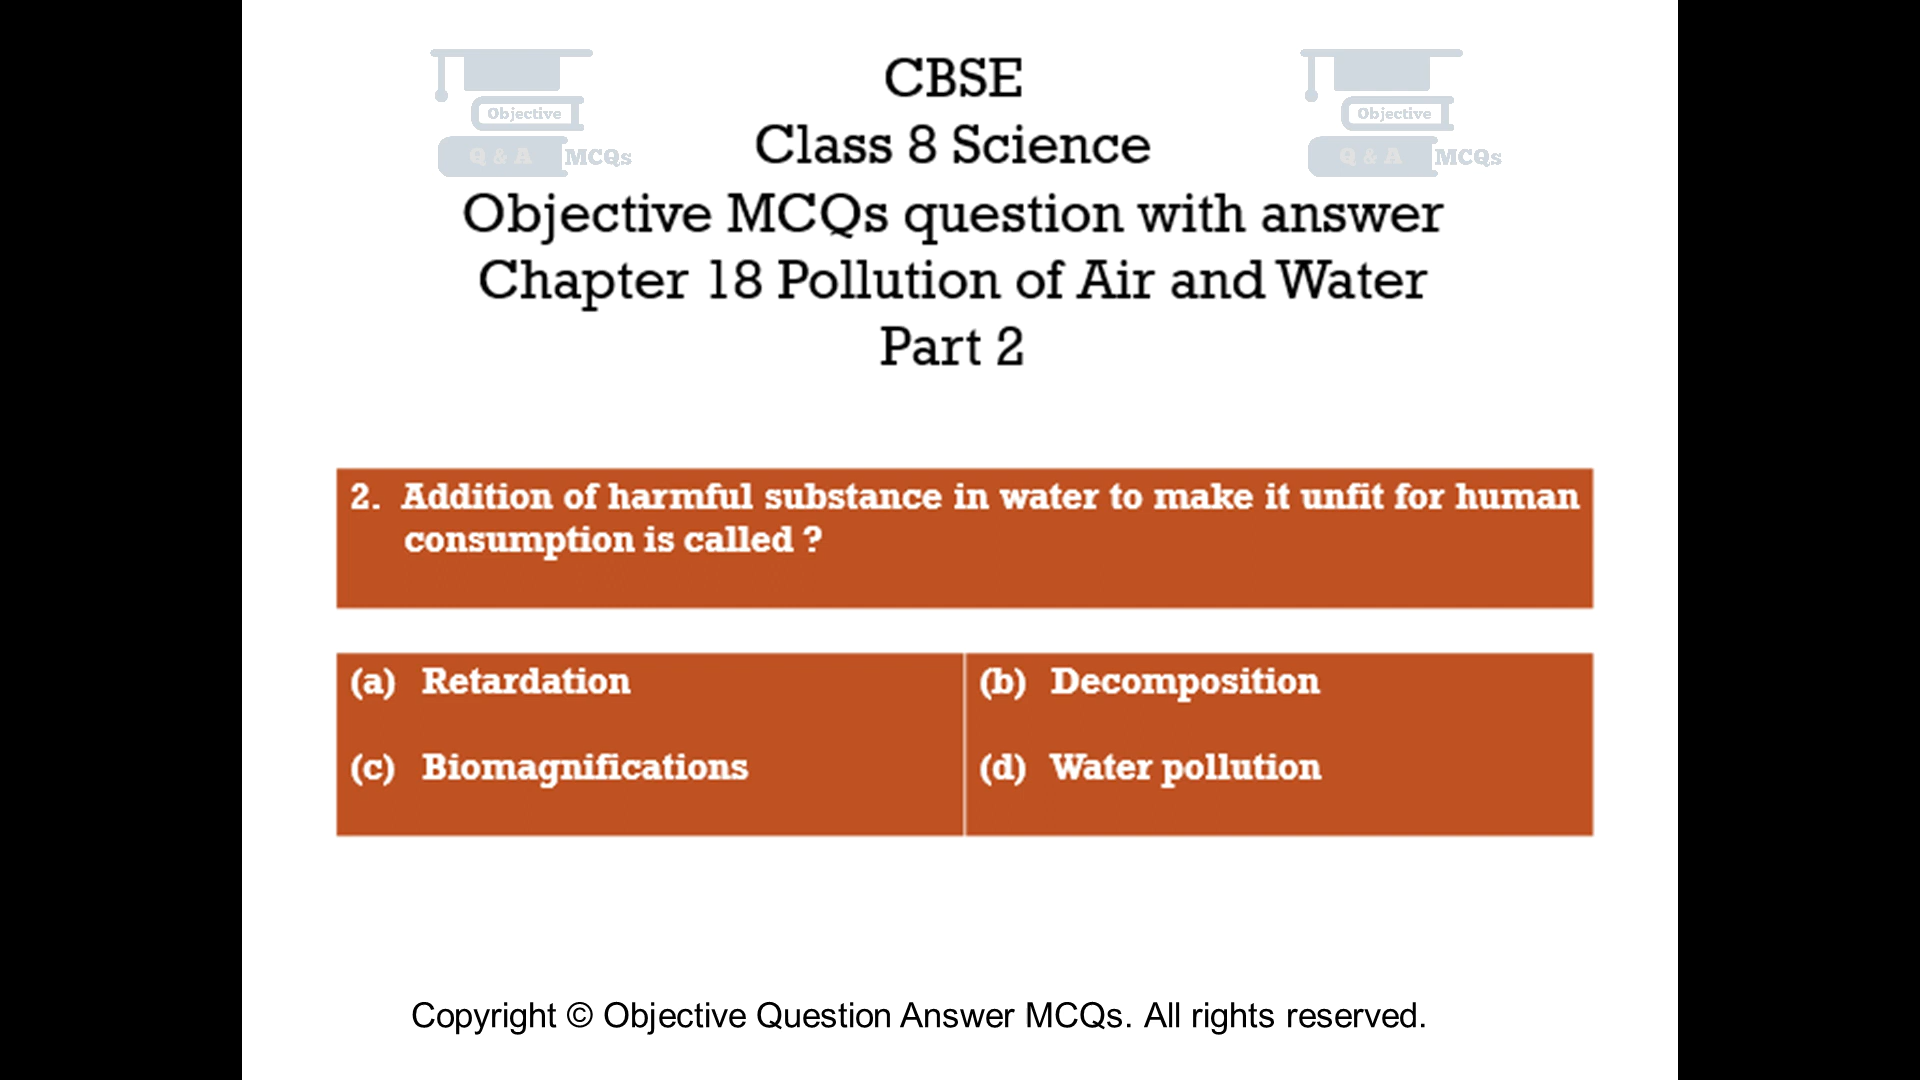 Objective
Q & A MCQs
Objective
Q & A MCQs
CBSE
Class 8 Science
Objective MCQs question with answer
Chapter 18 Pollution of Air and Water
Part 2
2. Addition of harmful substance in water to make it unfit for human
consumption is called ?
(a) Retardation
(b) Decomposition
(c) Biomagnifications
(d) Water pollution
Copyright © Objective Question Answer MCQs. All rights reserved.